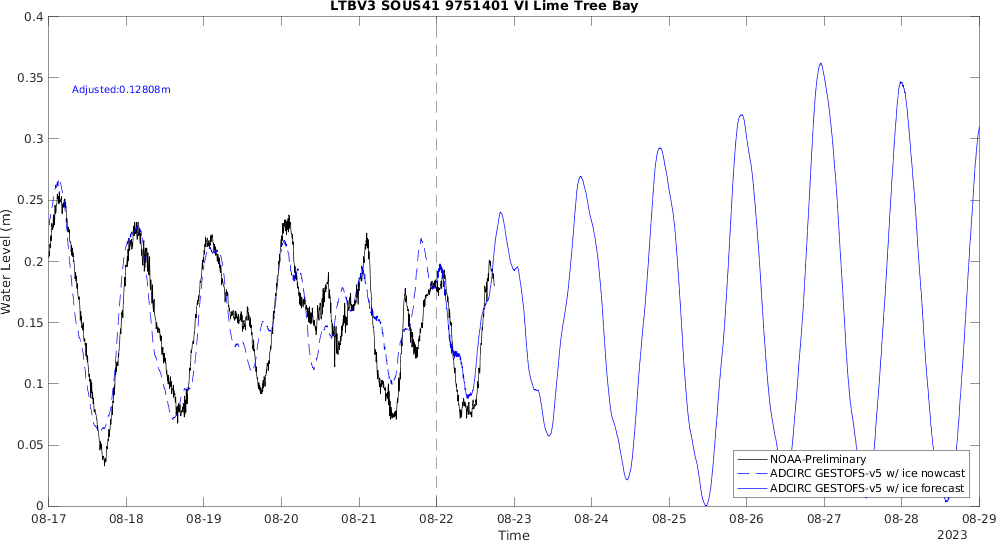 LTBV3 SOUS41 9751401 VI Lime Tree Bay
0.4
0.35
Adjusted:0.12808m
0.3
0.25
0.2
0.15
0.1
0.05
0
Water Level (m)
NOAA-Preliminary
ADCIRC GESTOFS-v5 w/ ice nowcast
ADCIRC GESTOFS-v5 w/ ice forecast
08-17 08-18 08-19 08-20 08-21 08-22 08-23 08-24 08-25 08-26 08-27 08-28 08-29
Time
2023